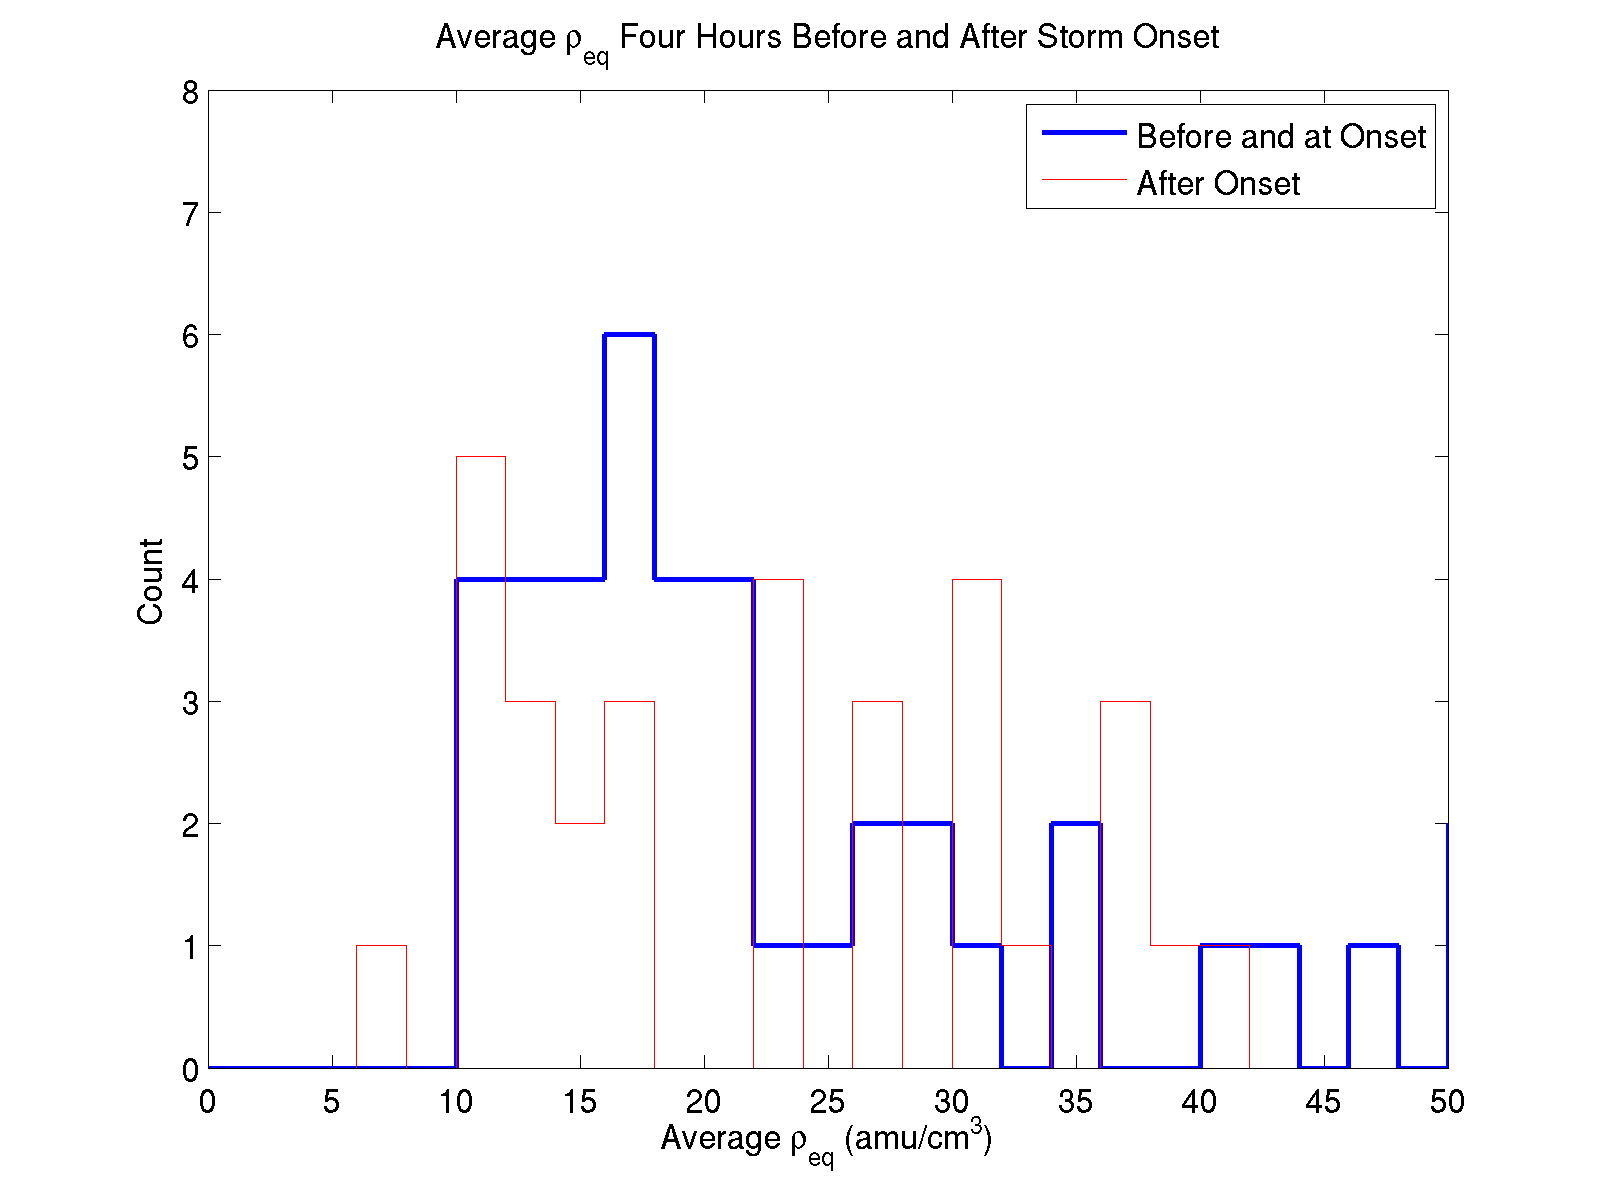 Average ρeq Four Hours Before and After Storm Onset
8
7
6
5
4
3
2
1
0
Count
Before and at Onset
After Onset
0 5 10 15 20 25 30 35 40 45 50
Average ρeq (amu/cm3)